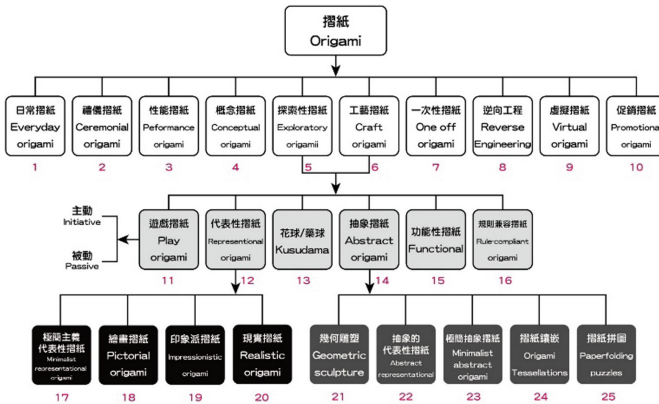 摺紙
Origami
日常摺紙
Everyday
origami
1
禮儀摺紙
Ceremonial
origami
2
性能摺紙
Peformance
origami
3
概念摺紙
Conceptual
origami
4
探索性摺紙
Exploratory
origamii
5
工藝摺紙
Craft
origami
6
一次性摺紙
One off
origami
7
逆向工程
Reverse
Engineering
8
虛擬摺紙
Virtual
origami
9
促銷摺紙
Promotional
origami
10
主動
Initiative
被動
Passive
遊戲摺紙
Play
origami
11
代表性摺紙
Represenntional
origami
12
花球/藥球
Kusudama
13
抽象摺紙
Abstract
origami
14
功能性摺紙
Functional
15
規則兼容摺紙
Rule-compliant
origami
16
極簡主義
代表性摺紙
Minimalist
representational
origami
17
繪畫摺紙
Pictorial
origami
18
印象派摺紙
Impressionistic
origami
19
現實摺紙
Realistic
origami
20
幾何雕塑
Geometric
sculpture
21
抽象的
代表性摺紙
Abstract
representational
22
極簡抽象摺紙
Minimalist
abstract
origami
23
摺紙鑲嵌
Origami
Tessellations
24
摺紙拼圖
Paperfolding
puzzles
25